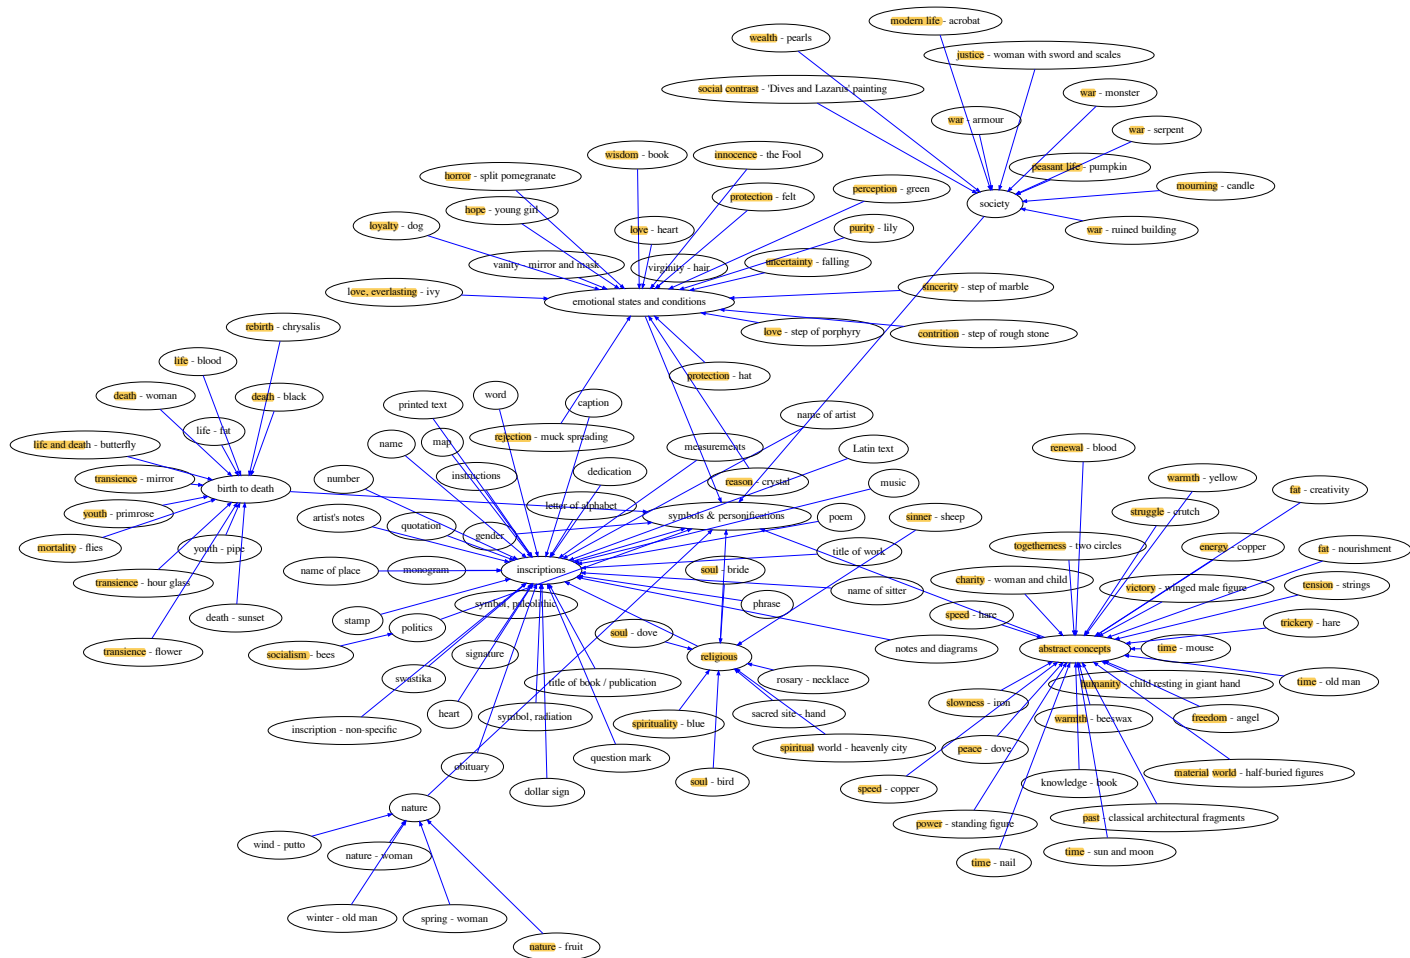 modern life - acrobat
wealth - pearls
justice - woman with sword and scales
social contrast - 'Dives and Lazarus' painting
war - monster
war - armour
war - serpent
wisdom - book
innocence - the Fool
peasant life - pumpkin
horror - split pomegranate
mourning - candle
perception - green
protection - felt
society
hope - young girl
loyalty - dog
love - heart
purity - lily
war - ruined building
vanity - mirror and mask
virginity - hair
uncertainty - falling
sincerity - step of marble
love, everlasting - ivy
emotional states and conditions
rebirth - chrysalis
love - step of porphyry
contrition - step of rough stone
life - blood
protection - hat
death - woman
death - black
word
printed text
caption
name of artist
life - fat
rejection - muck spreading
life and death - butterfly
name
map
measurements
Latin text
renewal - blood
transience - mirror
number
instructions
dedication
reason - crystal
music
warmth - yellow
birth to death
fat - creativity
youth - primrose
letter of alphabet
struggle - crutch
artist's notes
quotation
gender
symbols & personifications
poem
sinner - sheep
mortality - flies
youth - pipe
togetherness - two circles
energy - copper
fat - nourishment
title of work
name of place
monogram
inscriptions
soul - bride
transience - hour glass
charity - woman and child
victory - winged male figure
tension - strings
name of sitter
symbol, paleolithic
phrase
death - sunset
speed - hare
stamp
politics
soul - dove
trickery - hare
transience - flower
socialism - bees
signature
religious
notes and diagrams
abstract concepts
time - mouse
swastika
title of book / publication
rosary - necklace
humanity - child resting in giant hand
time - old man
slowness - iron
heart
symbol, radiation
sacred site - hand
warmth - beeswax
freedom - angel
inscription - non-specific
spirituality - blue
spiritual world - heavenly city
peace - dove
question mark
obituary
soul - bird
knowledge - book
material world - half-buried figures
dollar sign
speed - copper
nature
power - standing figure
past - classical architectural fragments
wind - putto
nature - woman
time - nail
time - sun and moon
winter - old man
spring - woman
nature - fruit